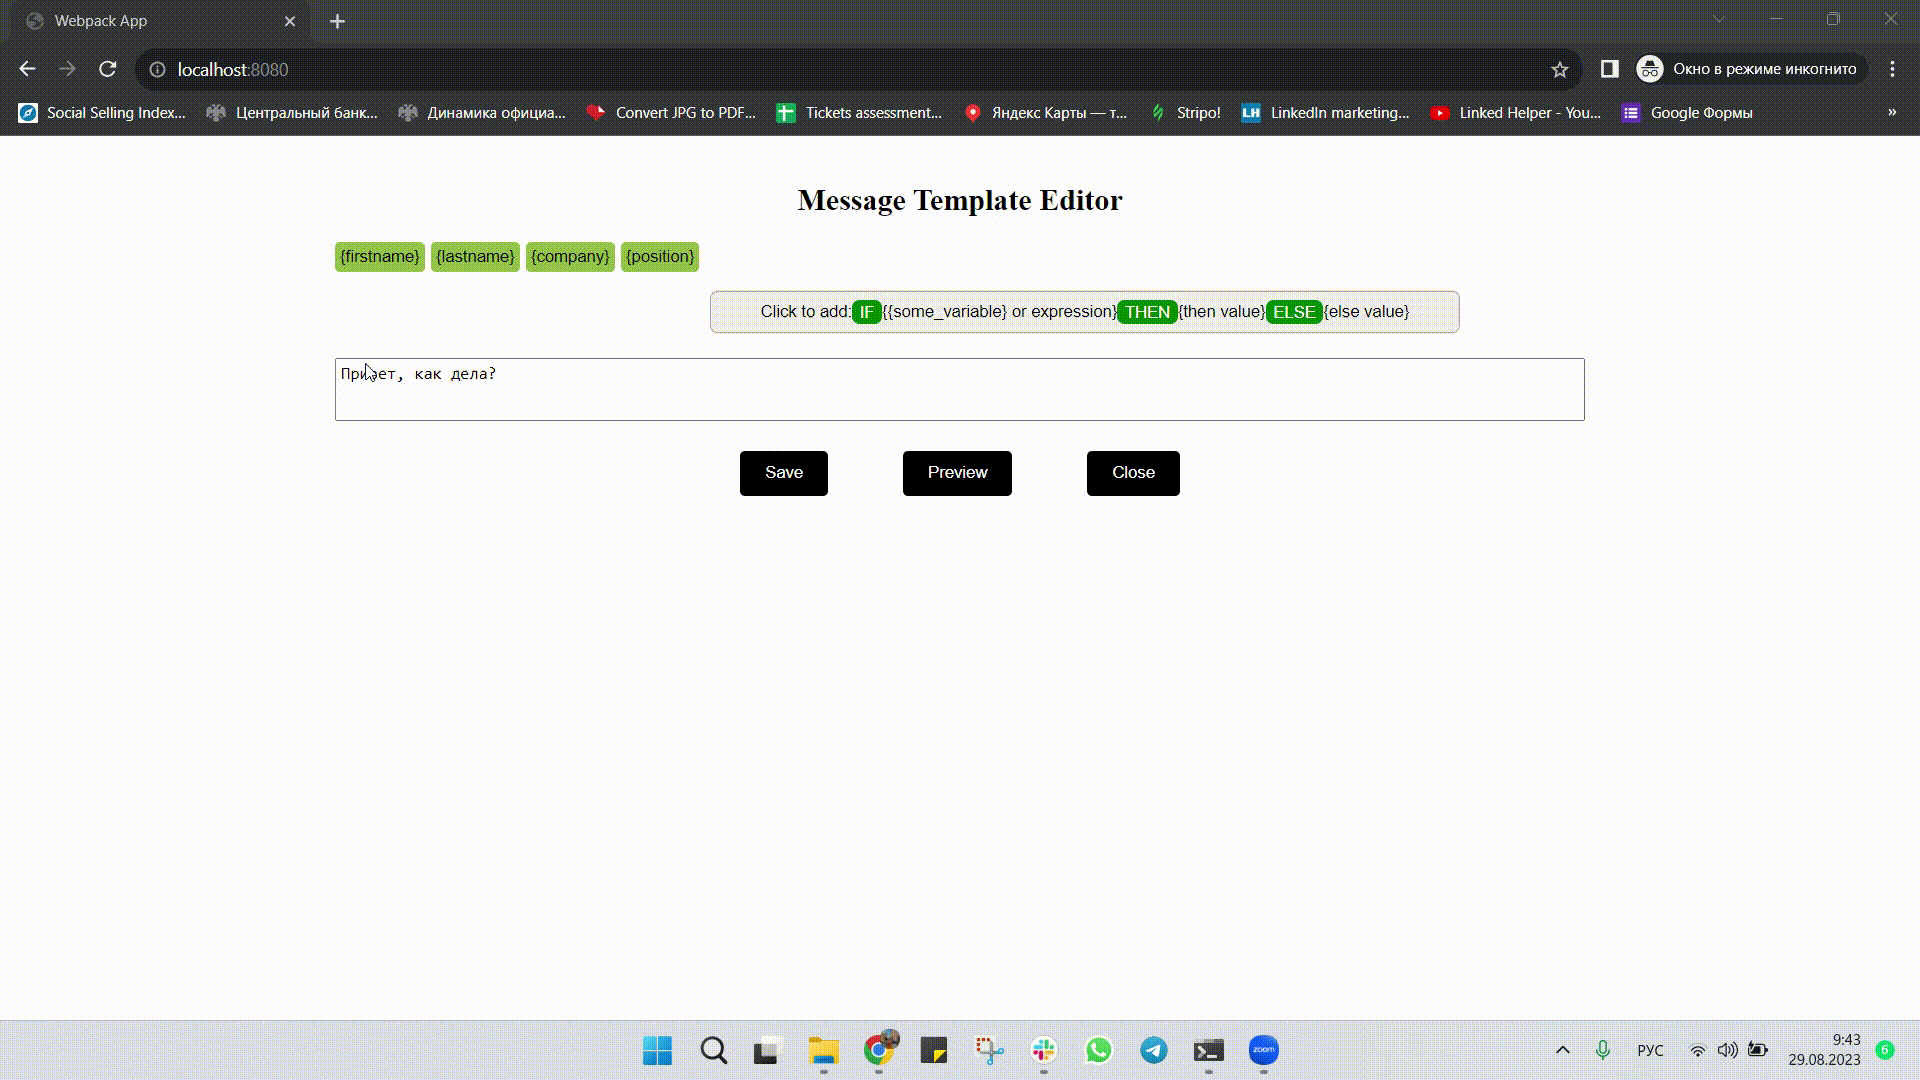 Webpack App
localhost:8080
Окно в режиме инкогнито
Social Selling Index...
Центральный банк...
Динамика официа...
Convert JPG to PDF...
Tickets assessment...
Яндекс Карты — т...
Stripo!
LH
LinkedIn marketing...
Linked Helper - You...
Google Формы
»
Message Template Editor
{firstname} {lastname} {company} {position}
Click to add: IF {{some_variable} or expression} THEN {then value} ELSE {else value}
Привет, как дела?
Save
Preview
Close
zoom
РУС
9:43
29.08.2023
6